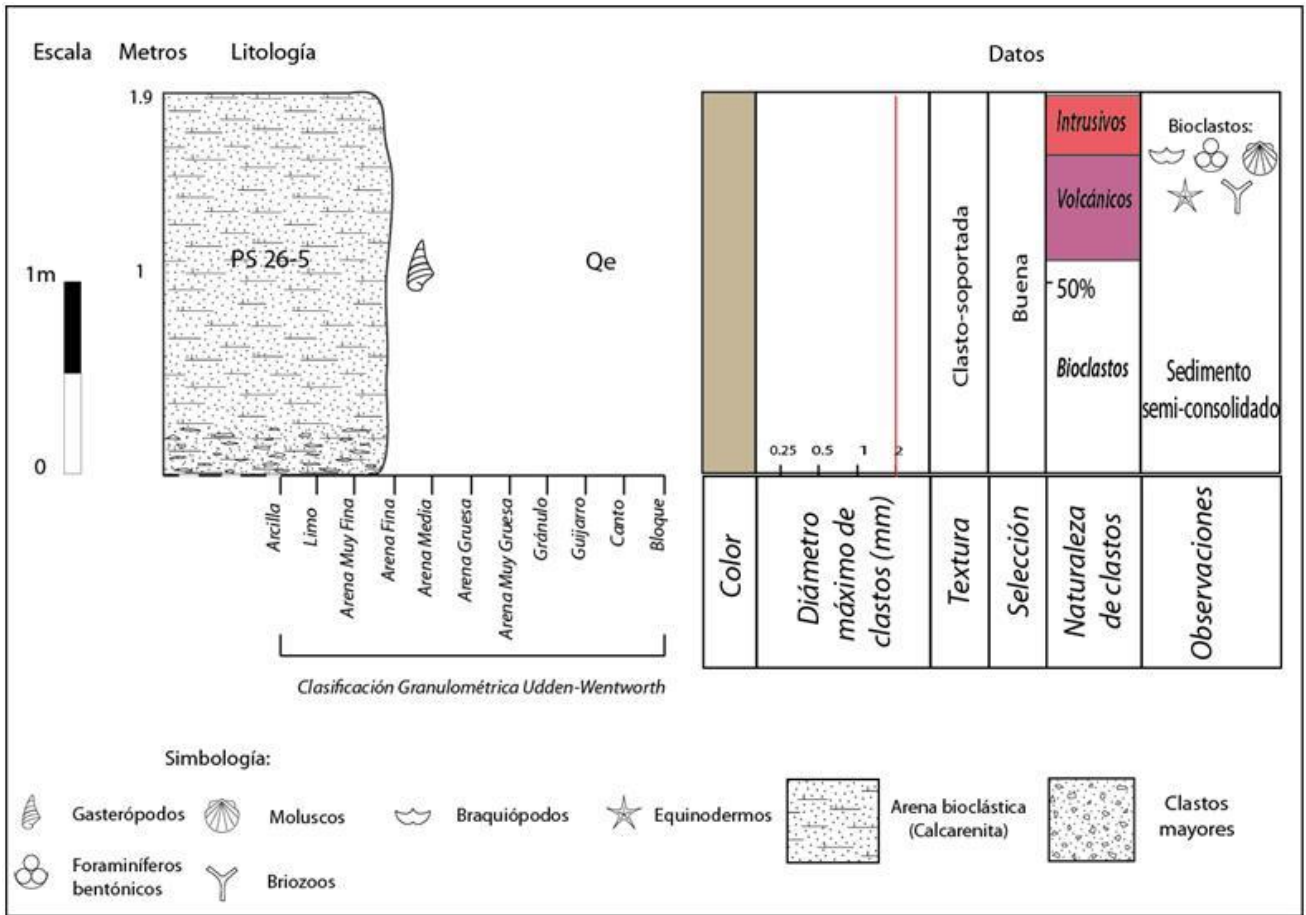 Escala
Metros
Litología
Datos
1.9
PS 26-5
1
1m
0
Qe
Arcilla
Limo
Arena Muy Fina
Arena Fina
Arena Media
Arena Gruesa
Arena Muy Gruesa
Gránulo
Guijarro
Canto
Bloque
Clasificación Granulométrica Udden-Wentworth
0.25
0.5
1
2
Clasto-soportada
Buena
Intrusivos
Volcánicos
50%
Bioclastos
Bioclastos:
Sedimento
semi-consolidado
Color
Diámetro
máximo de
clastos (mm)
Textura
Selección
Naturaleza
de clastos
Observaciones
Simbología:
Gasterópodos
Moluscos
Braquiópodos
Equinodermos
Arena bioclástica
(Calcarenita)
Clastos
mayores
Foraminíferos
bentónicos
Briozoos